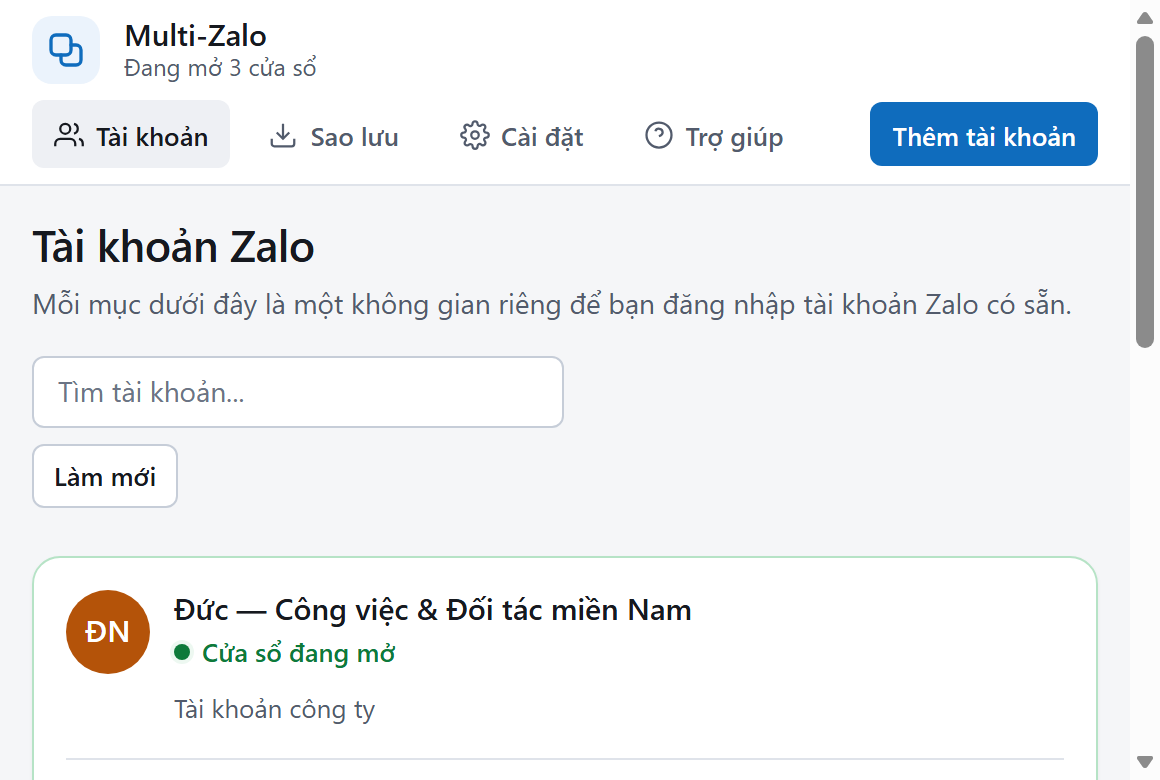 Multi-Zalo
Đang mở 3 cửa sổ
Tài khoản
Sao lưu
Cài đặt
Trợ giúp
Thêm tài khoản
Tài khoản Zalo
Mỗi mục dưới đây là một không gian riêng để bạn đăng nhập tài khoản Zalo có sẵn.
Tìm tài khoản...
Làm mới
ĐN
Đức — Công việc & Đối tác miền Nam
Cửa sổ đang mở
Tài khoản công ty